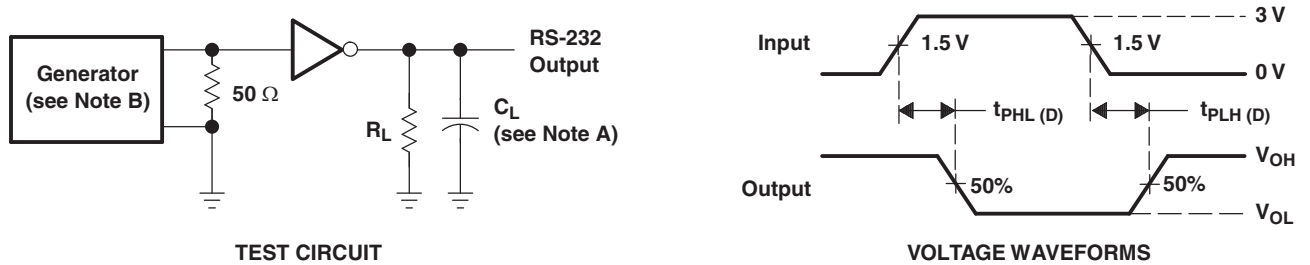 Generator
(see Note B)
50 Ω
RS-232
Output
R_L
C_L
(see Note A)
TEST CIRCUIT
Input
1.5 V
1.5 V
3 V
0 V
t_PHL (D)
t_PLH (D)
Output
50%
50%
V_OH
V_OL
VOLTAGE WAVEFORMS